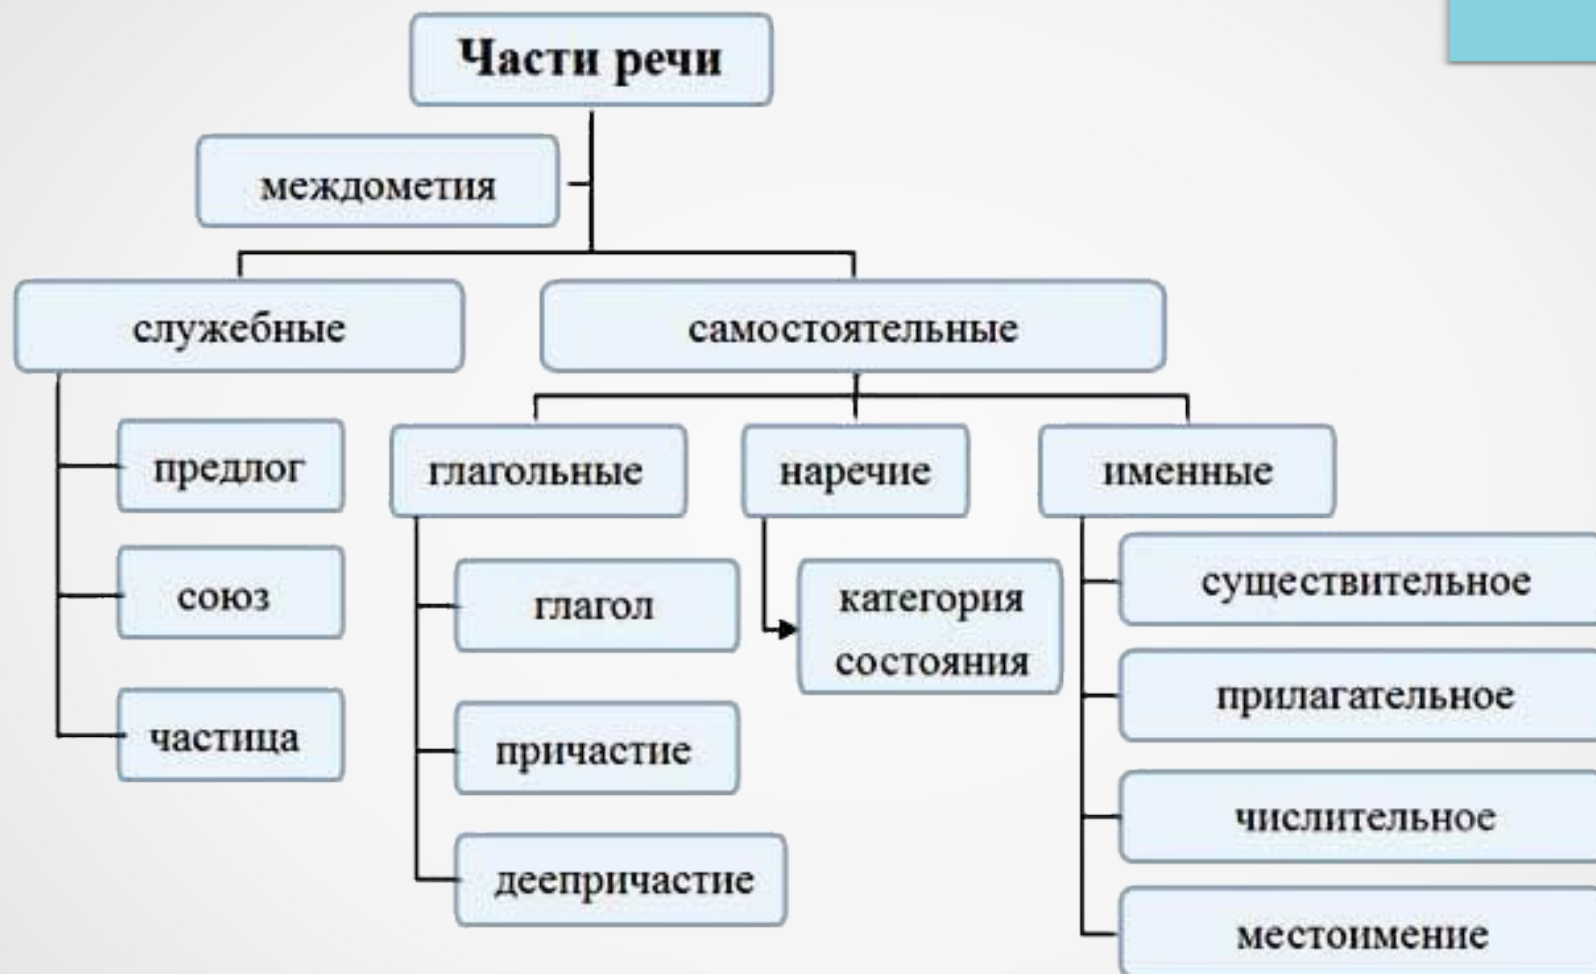 Части речи
междометия
служебные
самостоятельные
предлог
союз
частица
глагольные
глагол
причастие
деепричастие
наречие
категория
состояния
именные
существительное
прилагательное
числительное
местоимение